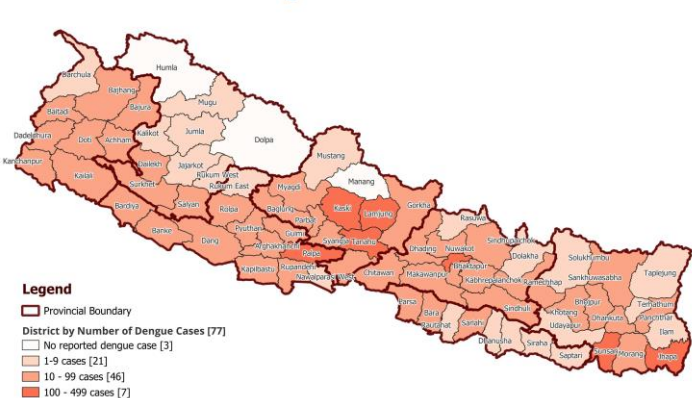 Humla
Darchula
Bajhang
Mugu
Bajura
Baitadi
Dadeldhura
Doti
Achham
Kalikot
Jumla
Dolpa
Kanchanpur
Kailali
Dailekh
Jajarkot
Rukum West
Rukum East
Mustang
Manang
Surkhet
Salyan
Rolpa
Myagdi
Baglung
Parbat
Kaski
Lamjung
Gorkha
Bardiya
Banke
Dang
Pyuthan
Gulmi
Arghakhanchi
Syangja
Tanahu
Palpa
Kapilbastu
Rupandehi
Nawalparasi West
Rasuwa
Dhading
Nuwakot
Sindhupalchok
Dolakha
Bhaktapur
Chitawan
Makawanpur
Kabhrepalanchok
Ramechhap
Solukhumbu
Sankhuwasabha
Taplejung
Parsa
Bara
Rautahat
Sarlahi
Sindhuli
Dhanusha
Siraha
Saptari
Khotang
Udayapur
Bhojpur
Dhankuta
Terhathum
Panchthar
Ilam
Sunsari
Morang
Jhapa
Legend
Provincial Boundary
District by Number of Dengue Cases [77]
No reported dengue case [3]
1-9 cases [21]
10 - 99 cases [46]
100 - 499 cases [7]